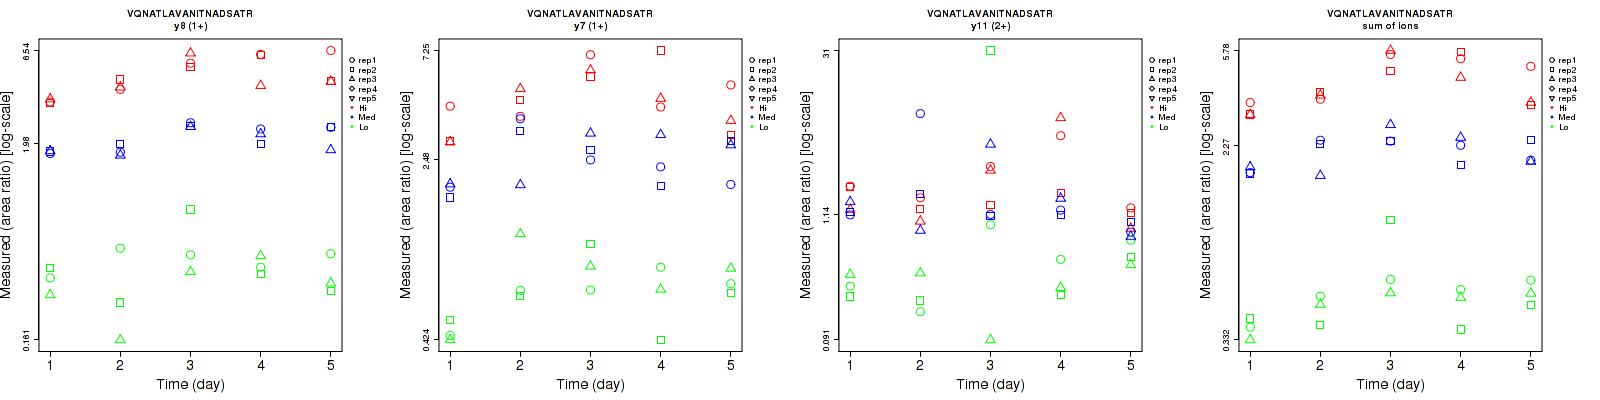 VQNATLAVANITNADSATR
y8 (1+)
Measured (area ratio) [log-scale]
6.54
1.98
0.161
1
2
3
4
5
Time (day)
rep1
rep2
rep3
rep4
rep5
Hi
Med
Lo
VQNATLAVANITNADSATR
y7 (1+)
Measured (area ratio) [log-scale]
7.25
2.48
0.424
1
2
3
4
5
Time (day)
rep1
rep2
rep3
rep4
rep5
Hi
Med
Lo
VQNATLAVANITNADSATR
y11 (2+)
Measured (area ratio) [log-scale]
31
1.14
0.091
1
2
3
4
5
Time (day)
rep1
rep2
rep3
rep4
rep5
Hi
Med
Lo
VQNATLAVANITNADSATR
sum of ions
Measured (area ratio) [log-scale]
5.78
2.27
0.332
1
2
3
4
5
Time (day)
rep1
rep2
rep3
rep4
rep5
Hi
Med
Lo